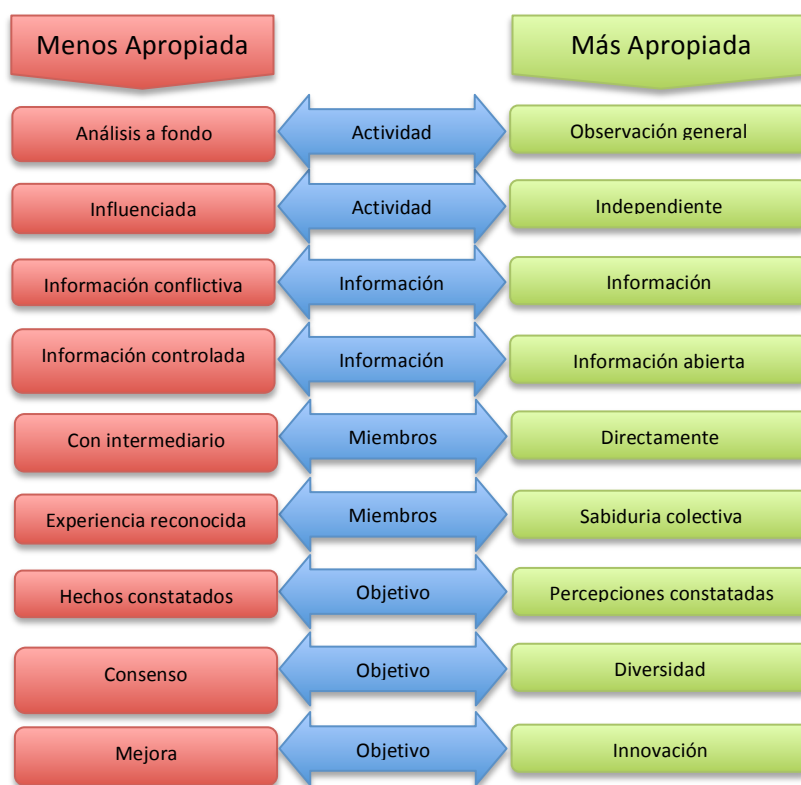 Menos Apropiada
Más Apropiada
Análisis a fondo
Actividad
Observación general
Influenciada
Actividad
Independiente
Información conflictiva
Información
Información
Información controlada
Información
Información abierta
Con intermediario
Miembros
Directamente
Experiencia reconocida
Miembros
Sabiduria colectiva
Hechos constatados
Objetivo
Percepciones constatadas
Consenso
Objetivo
Diversidad
Mejora
Objetivo
Innovación